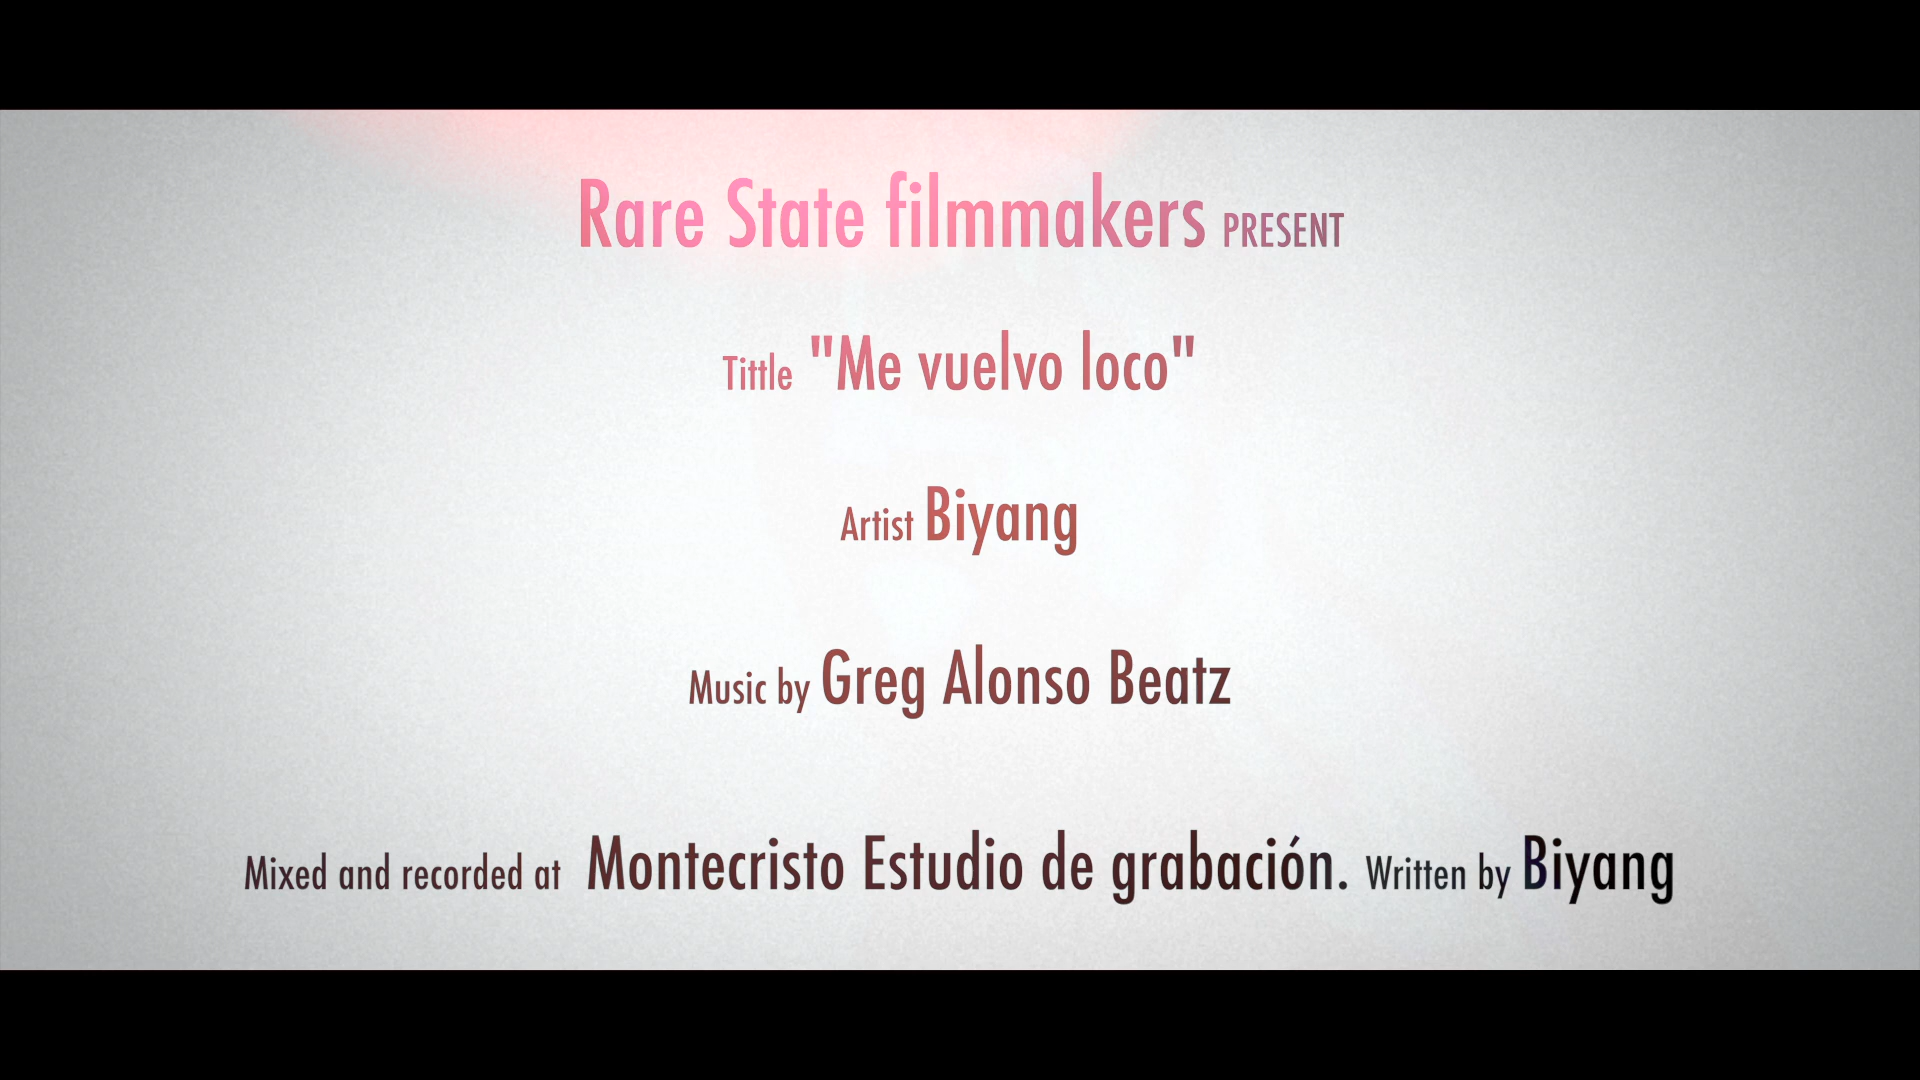 Rare State filmmakers PRESENT
Tittle "Me vuelvo loco"
Artist Biyang
Music by Greg Alonso Beatz
Mixed and recorded at Montecristo Estudio de grabación. Written by Biyang